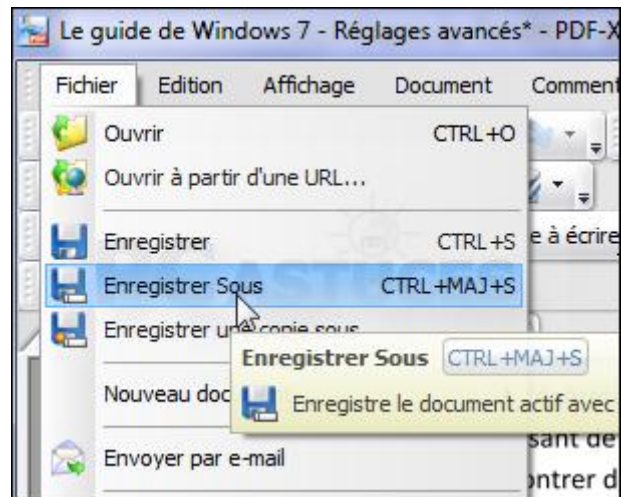 Le guide de Windows 7 - Réglages avancés* - PDF-X
Fichier Edition Affichage Document Comment
Ouvrir CTRL+O
Ouvrir à partir d'une URL...
Enregistrer CTRL+S
e à écrire
Enregistrer Sous CTRL+MAJ+S
ASTUCES
Enregistrer une copie sous
Enregistrer Sous CTRL+MAJ+S
Nouveau doc
Enregistre le document actif avec
sant de
Envoyer par e-mail
ontrer d